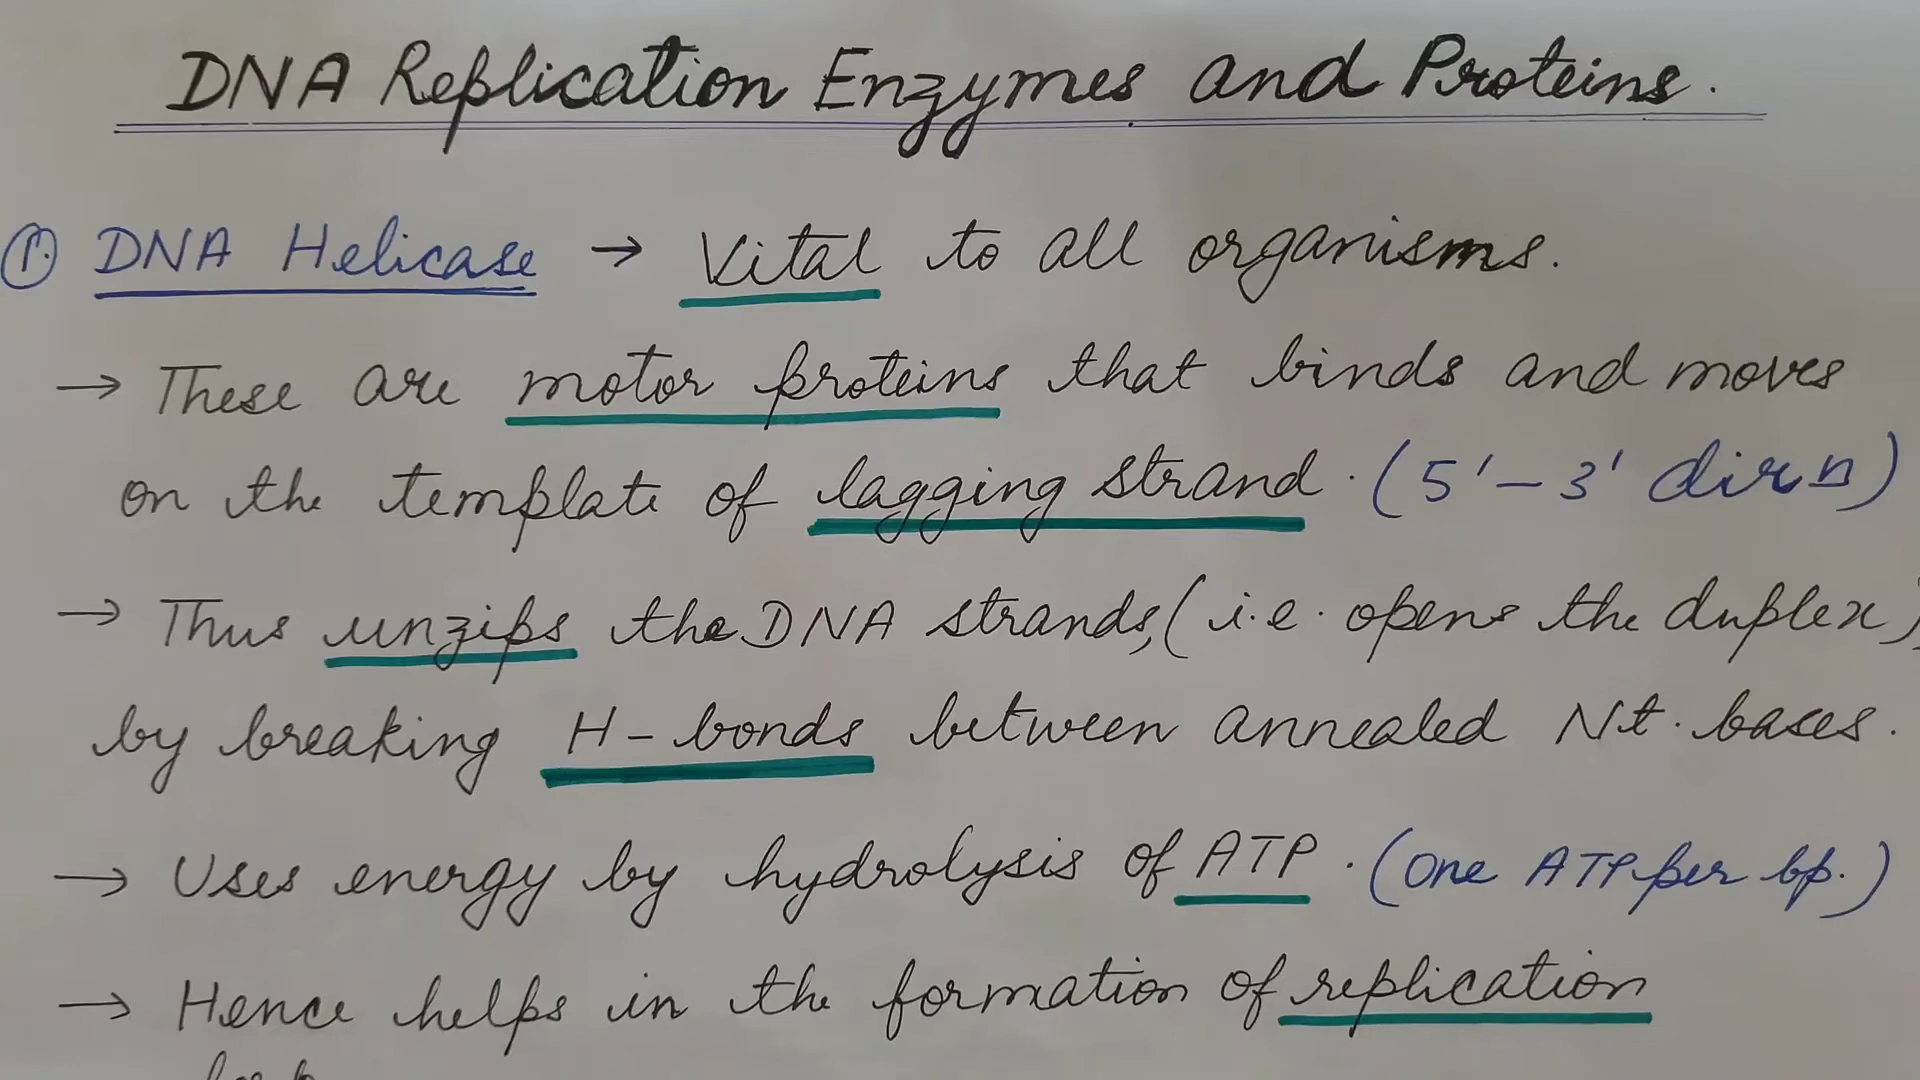 DNA Replication Enzymes and Proteins.
1. DNA Helicase → Vital to all organisms.
→ These are motor proteins that binds and moves
on the template of lagging strand. (5'-3' dirn)
→ Thus unzips the DNA strands, (i.e. opens the duplex)
by breaking H-bonds between annealed Nt. bases.
→ Uses energy by hydrolysis of ATP. (One ATP per bp.)
→ Hence helps in the formation of replication